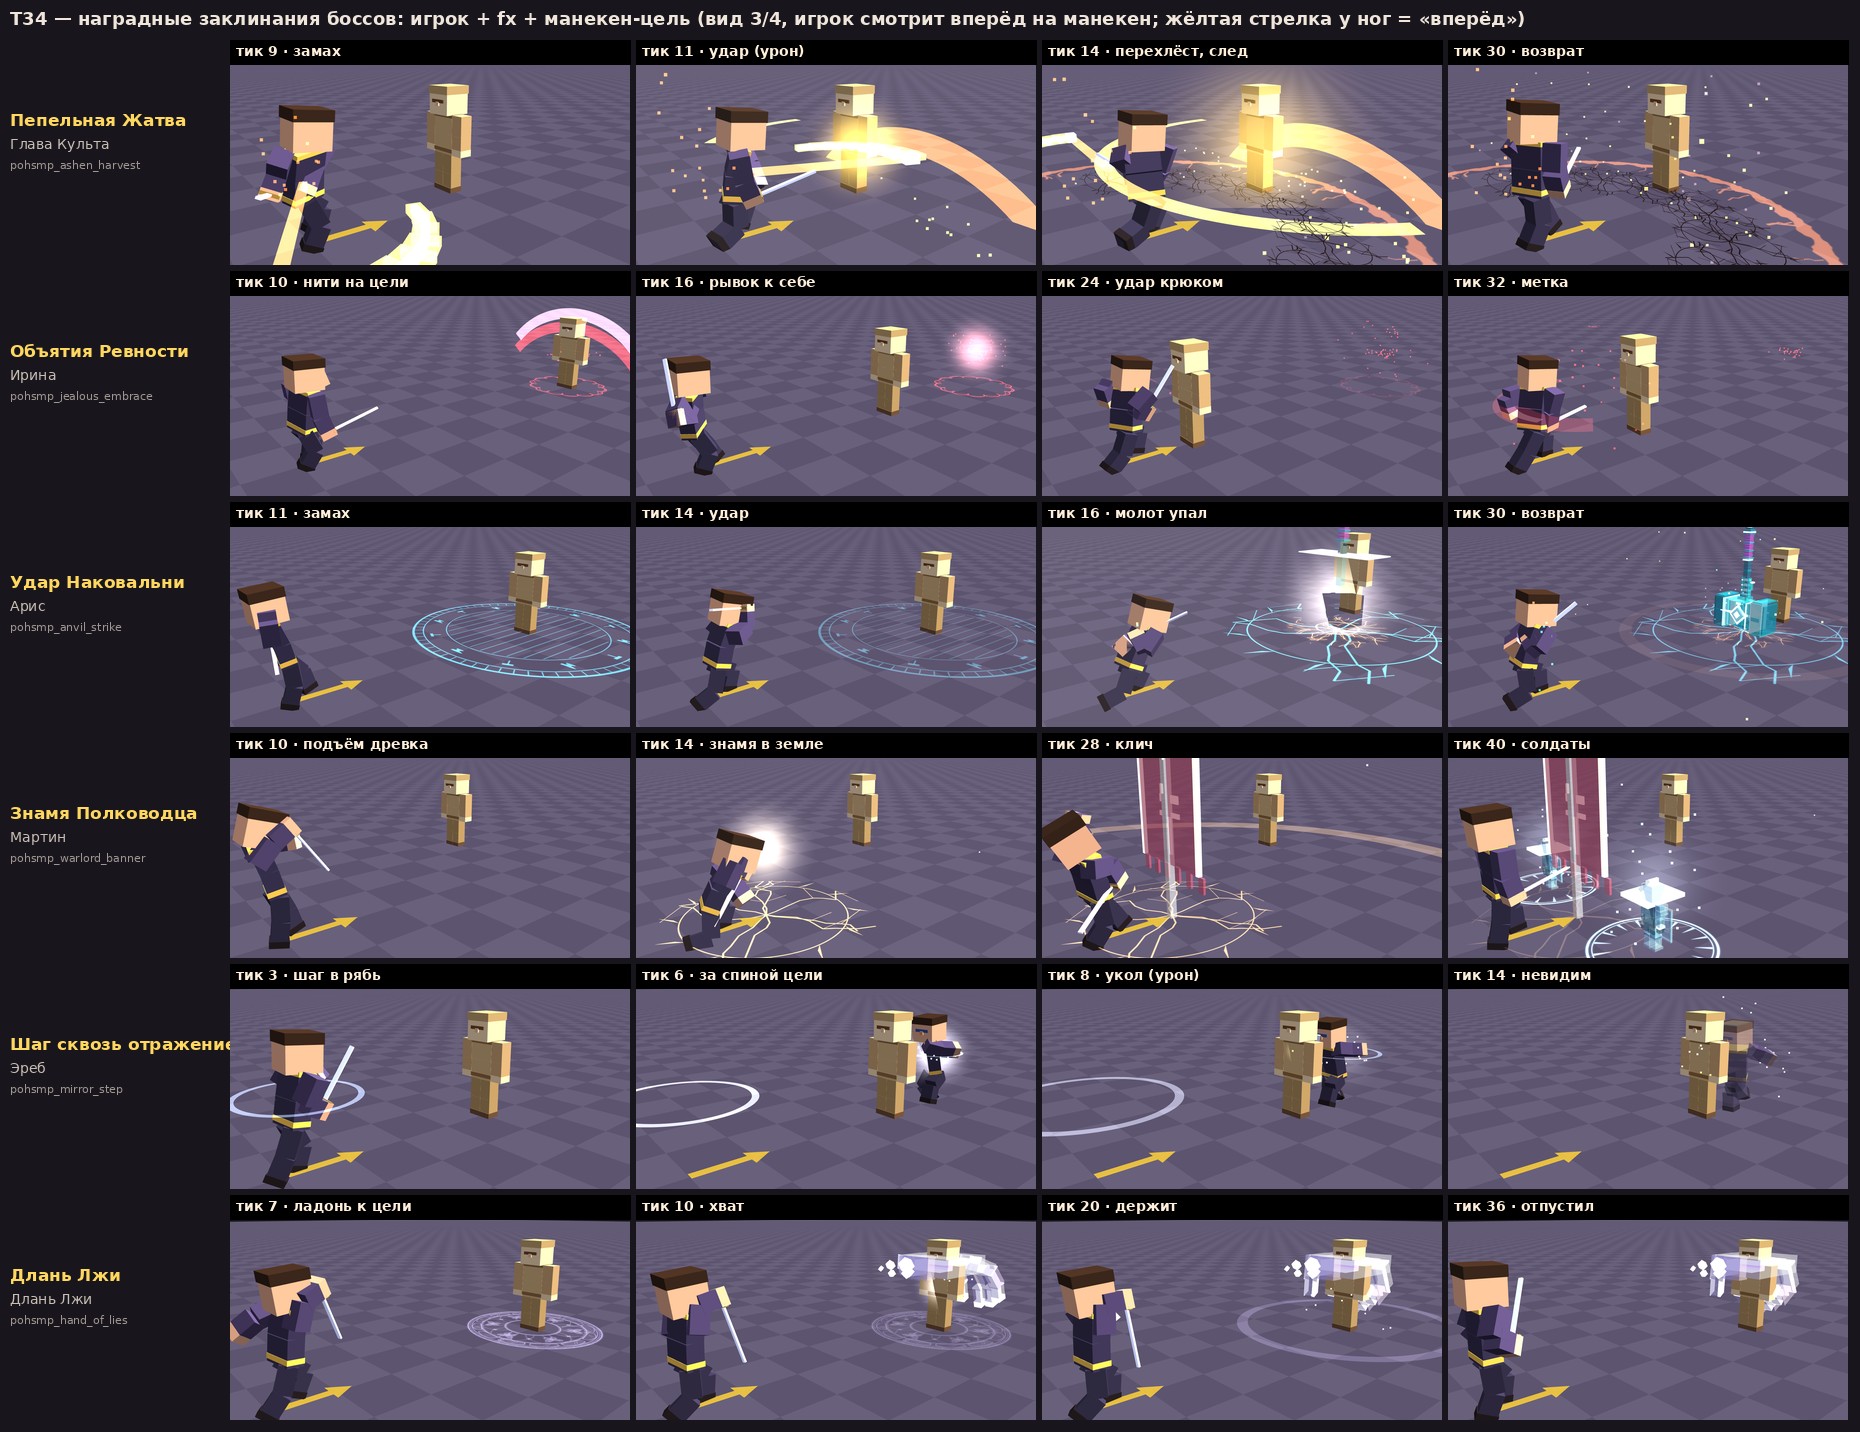 T34 — наградные заклинания боссов: игрок + fx + манекен-цель (вид 3/4, игрок смотрит вперёд на манекен; жёлтая стрелка у ног = «вперёд»)
тик 9 · замах
тик 11 · удар (урон)
тик 14 · перехлёст, след
тик 30 · возврат
Пепельная Жатва
Глава Культа
pohsmp_ashen_harvest
тик 10 · нити на цели
тик 16 · рывок к себе
тик 24 · удар крюком
тик 32 · метка
Объятия Ревности
Ирина
pohsmp_jealous_embrace
тик 11 · замах
тик 14 · удар
тик 16 · молот упал
тик 30 · возврат
Удар Наковальни
Арис
pohsmp_anvil_strike
тик 10 · подъём древка
тик 14 · знамя в земле
тик 28 · клич
тик 40 · солдаты
Знамя Полководца
Мартин
pohsmp_warlord_banner
тик 3 · шаг в рябь
тик 6 · за спиной цели
тик 8 · укол (урон)
тик 14 · невидим
Шаг сквозь отражение
Эреб
pohsmp_mirror_step
тик 7 · ладонь к цели
тик 10 · хват
тик 20 · держит
тик 36 · отпустил
Длань Лжи
Длань Лжи
pohsmp_hand_of_lies